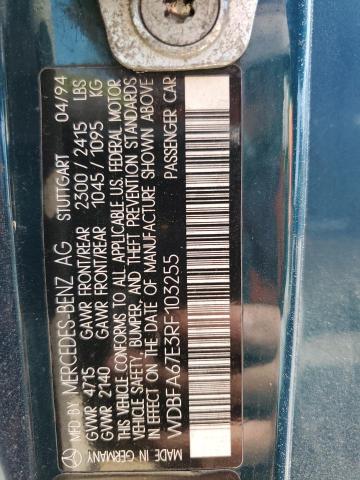 MFD BY MERCEDES-BENZ AG STUTTGART 04/94
GVWR 4715 GAWR FRONT/REAR 2300 / 2415 LBS
GVWR 2140 GAWR FRONT/REAR 1045 / 1095 KG
THIS VEHICLE CONFORMS TO ALL APPLICABLE U.S. FEDERAL MOTOR
VEHICLE SAFETY, BUMPER AND THEFT PREVENTION STANDARDS
IN EFFECT ON THE DATE OF MANUFACTURE SHOWN ABOVE
WDBFA67E3RF103255 PASSENGER CAR
MADE IN GERMANY